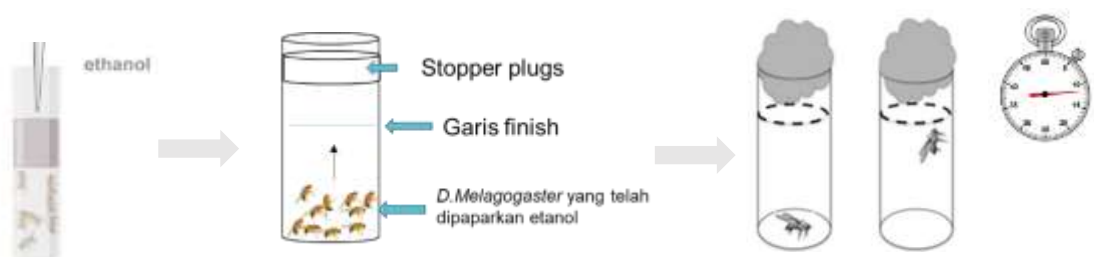 ethanol
Stopper plugs
Garis finish
D.Melagogaster yang telah
dipaparkan etanol